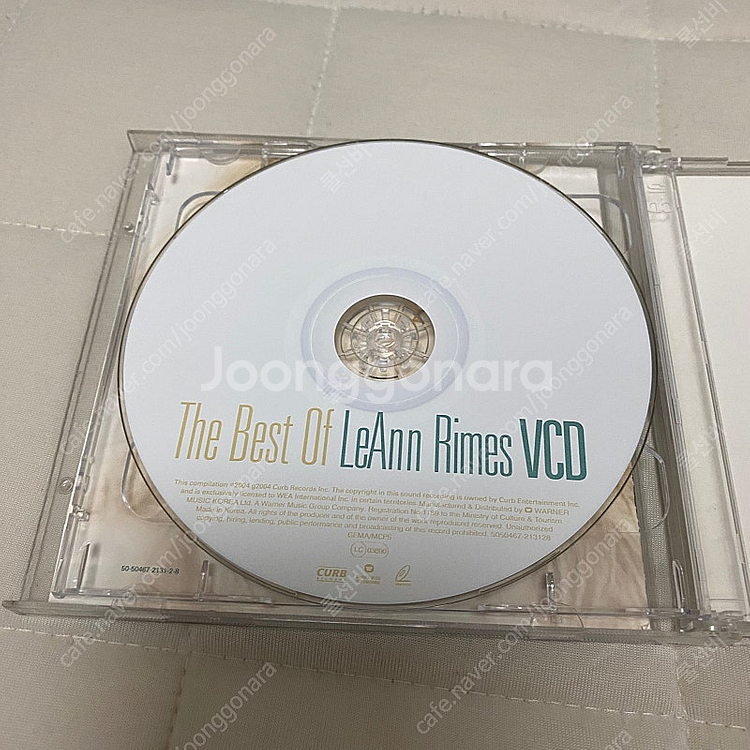 Joonggonara
The Best Of LeAnn Rimes VCD
This compilation ℗2004 g2004 Curb Records Inc. The copyright in this sound recording is owned by Curb Entertainment Inc.
and is exclusively licensed to WEA International Inc. in certain territories. Manufactured & Distributed by WARNER
MUSIC KOREA Ltd. A Warner Music Group Company. Registration No. to the Ministry of Culture & Tourism
Made in Korea. All rights of the producer and of the owner of the work reproduced reserved. Unauthorized
copying, hiring, lending, public performance and broadcasting of this record prohibited. 5050467-213128
GEMA/MCPS
LC
CURB
50-50467-2131-2-8
cafe.naver.com/joonggonara